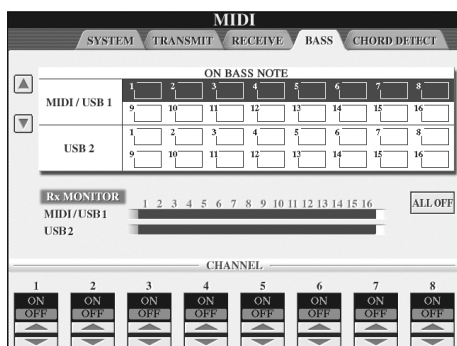 MIDI
SYSTEM TRANSMIT RECEIVE BASS CHORD DETECT
ON BASS NOTE
MIDI / USB 1
1 2 3 4 5 6 7 8
9 10 11 12 13 14 15 16
USB 2
1 2 3 4 5 6 7 8
9 10 11 12 13 14 15 16
Rx MONITOR
1 2 3 4 5 6 7 8 9 10 11 12 13 14 15 16
ALL OFF
MIDI/USB1
USB2
CHANNEL
1 2 3 4 5 6 7 8
ON ON ON ON ON ON ON ON
OFF OFF OFF OFF OFF OFF OFF OFF